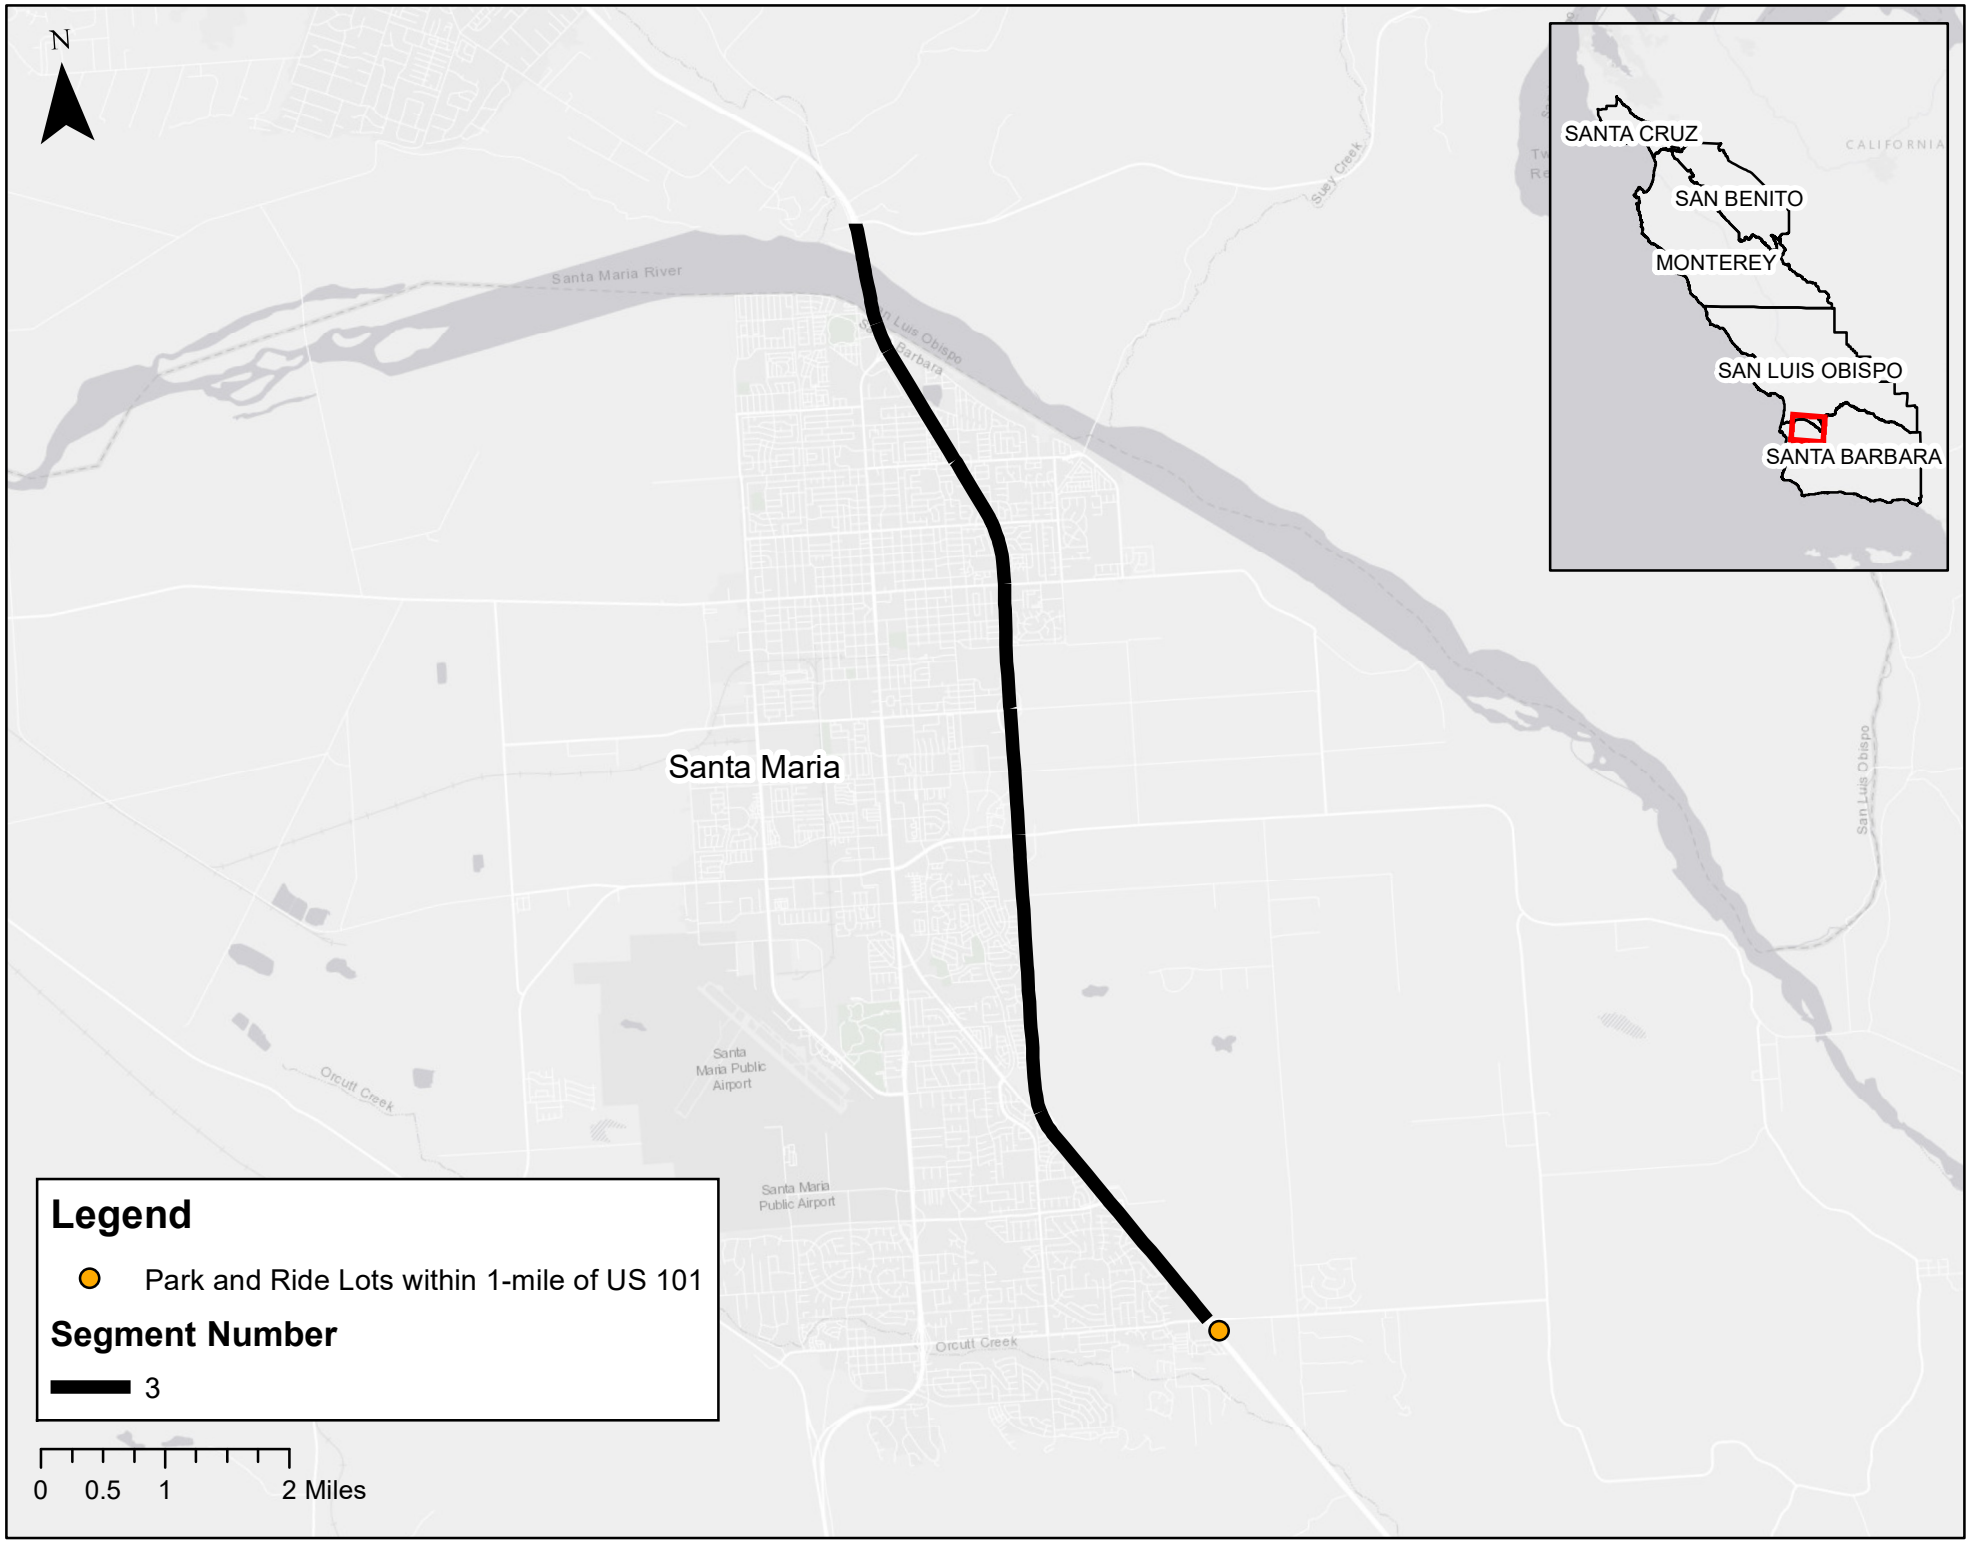 N
Suey Creek
Santa Maria River
San Luis Obispo
Barbara
Santa Maria
Santa
Maria Public
Airport
Orcutt Creek
Santa Maria
Public Airport
Orcutt Creek
San Luis Obispo
CALIFORNIA
SANTA CRUZ
SAN BENITO
MONTEREY
SAN LUIS OBISPO
SANTA BARBARA
Legend
Park and Ride Lots within 1-mile of US 101
Segment Number
3
0 0.5 1 2 Miles